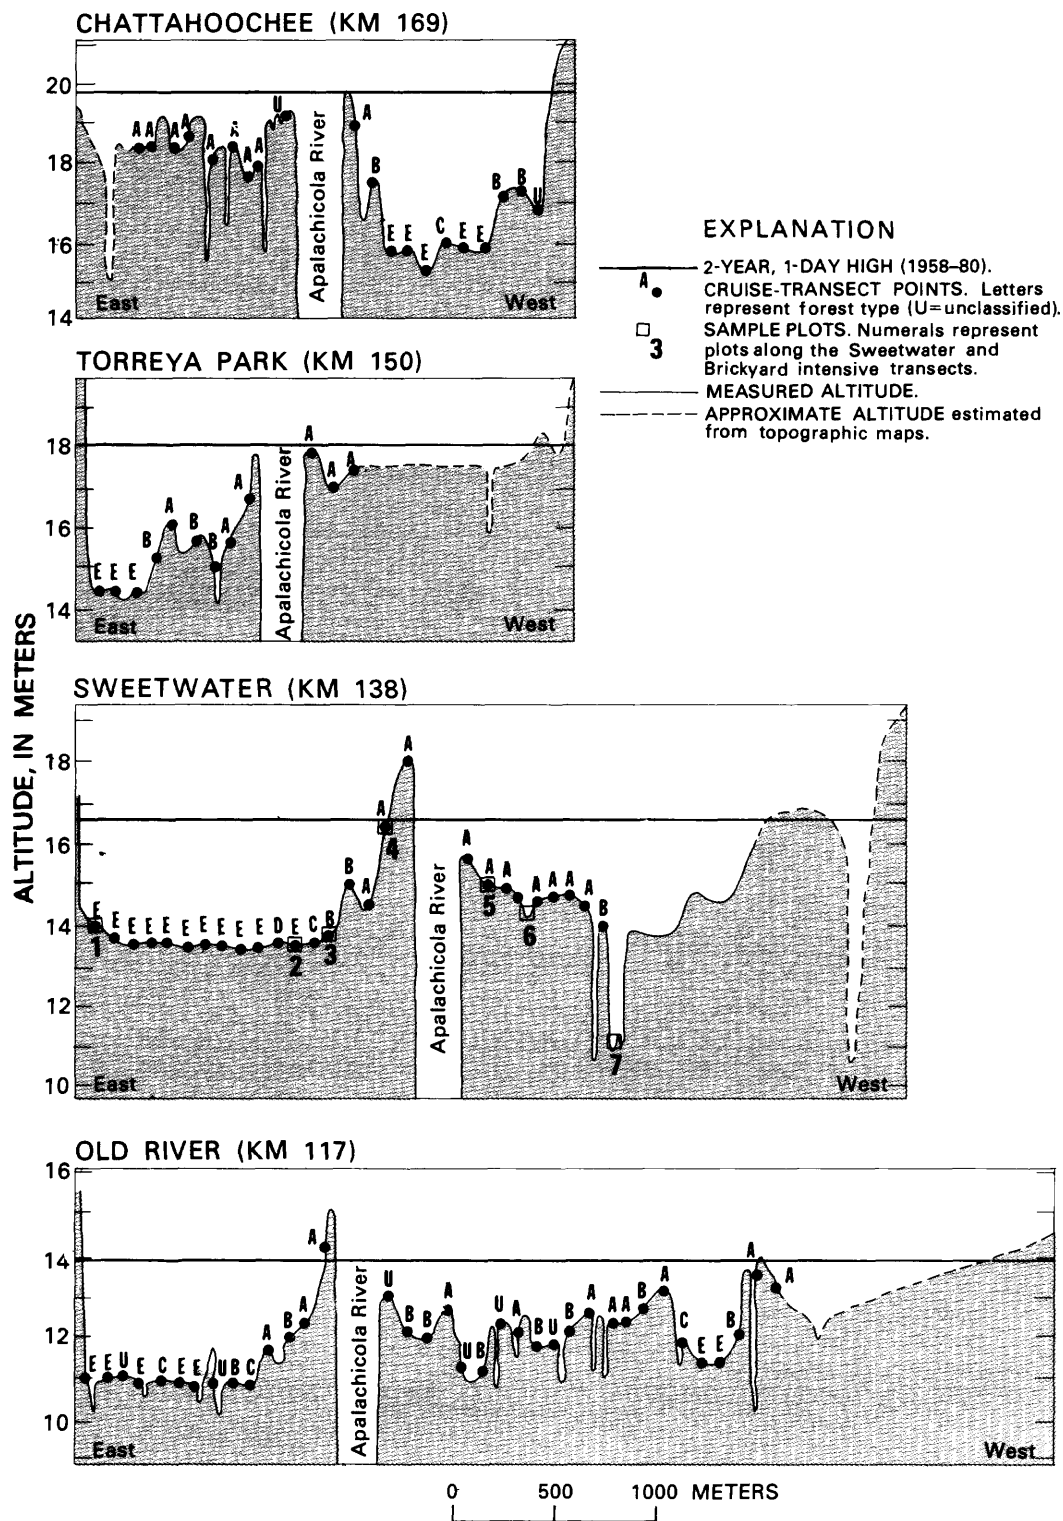 CHATTAHOOCHEE (KM 169)
20
18
16
14
A A A A A A A A U
Apalachicola River
A B E E E C E E B B U
East
West
EXPLANATION
2-YEAR, 1-DAY HIGH (1958-80).
A
CRUISE-TRANSECT POINTS. Letters
represent forest type (U=unclassified).
SAMPLE PLOTS. Numerals represent
3
plots along the Sweetwater and
Brickyard intensive transects.
MEASURED ALTITUDE.
APPROXIMATE ALTITUDE estimated
from topographic maps.
TORREYA PARK (KM 150)
18
16
14
E E E B A B B A A
Apalachicola River
A A A
East
West
ALTITUDE, IN METERS
SWEETWATER (KM 138)
18
16
14
12
10
E E E E E E E E E E D E C B B A A A
1 2 3 4
Apalachicola River
A A A A A A A B
5 6 7
East
West
OLD RIVER (KM 117)
16
14
13
12
10
E E U E C E E U B C A B A A
Apalachicola River
U B B A U B U A B U B A A A B A C E E B A A
East
West
0 500 1000 METERS